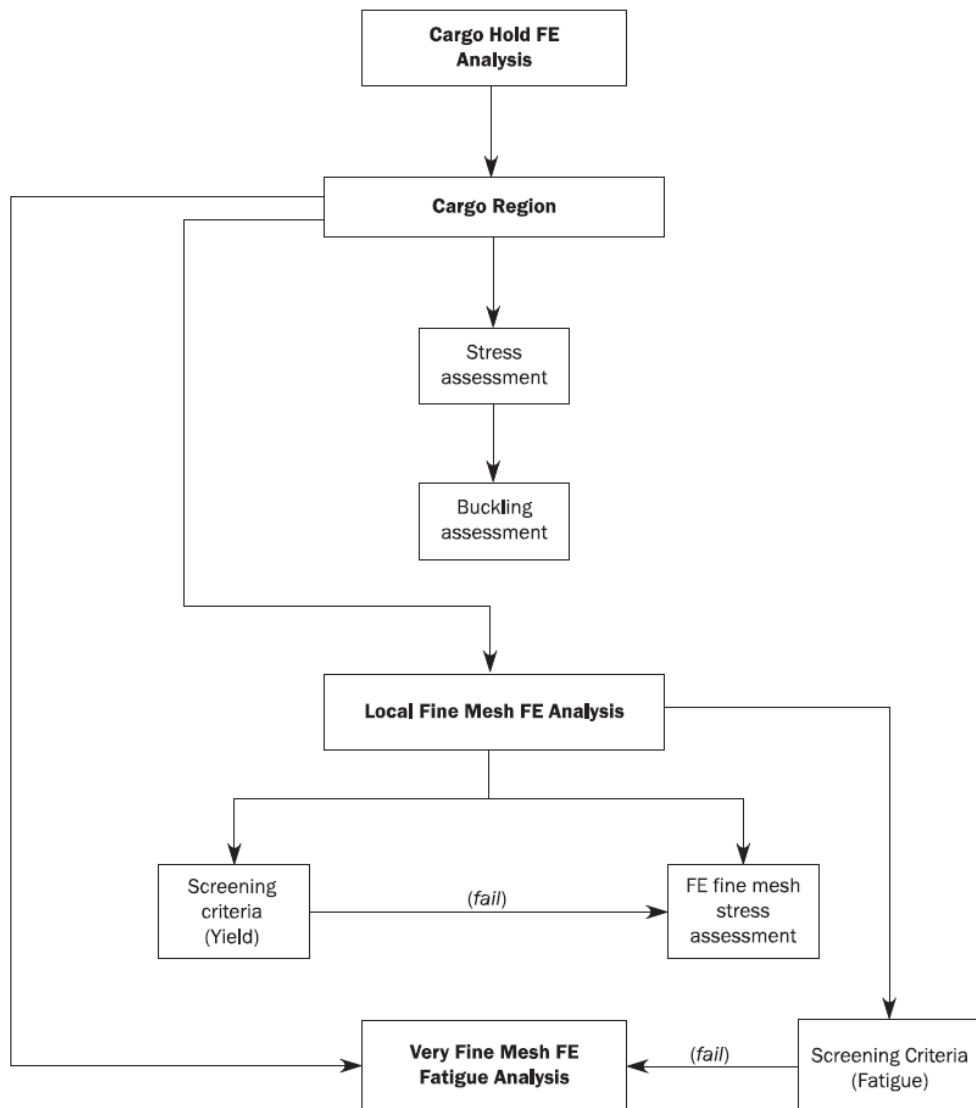 Cargo Hold FE
Analysis
Cargo Region
Stress
assessment
Buckling
assessment
Local Fine Mesh FE Analysis
Screening
criteria
(Yield)
(fail)
FE fine mesh
stress
assessment
Very Fine Mesh FE
Fatigue Analysis
(fail)
Screening Criteria
(Fatigue)